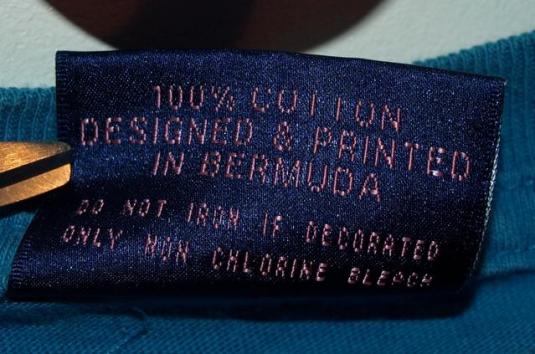 100% COTTON
DESIGNED & PRINTED
IN BERMUDA
DO NOT IRON IF DECORATED
ONLY NON CHLORINE BLEACH